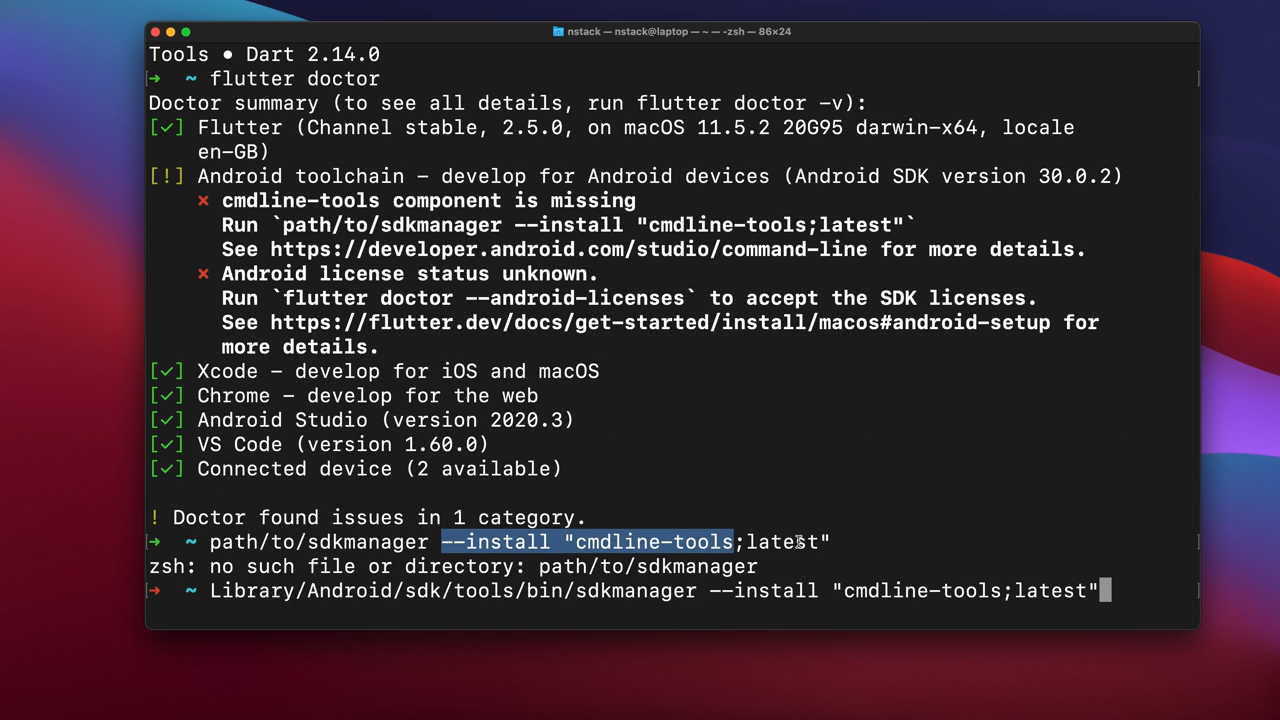 nstack — nstack@laptop — ~ — -zsh — 86×24
Tools • Dart 2.14.0
➜ ~ flutter doctor
Doctor summary (to see all details, run flutter doctor -v):
[✓] Flutter (Channel stable, 2.5.0, on macOS 11.5.2 20G95 darwin-x64, locale
en-GB)
[!] Android toolchain - develop for Android devices (Android SDK version 30.0.2)
✗ cmdline-tools component is missing
Run `path/to/sdkmanager --install "cmdline-tools;latest"`
See https://developer.android.com/studio/command-line for more details.
✗ Android license status unknown.
Run `flutter doctor --android-licenses` to accept the SDK licenses.
See https://flutter.dev/docs/get-started/install/macos#android-setup for
more details.
[✓] Xcode - develop for iOS and macOS
[✓] Chrome - develop for the web
[✓] Android Studio (version 2020.3)
[✓] VS Code (version 1.60.0)
[✓] Connected device (2 available)
! Doctor found issues in 1 category.
➜ ~ path/to/sdkmanager --install "cmdline-tools;latest"
zsh: no such file or directory: path/to/sdkmanager
➜ ~ Library/Android/sdk/tools/bin/sdkmanager --install "cmdline-tools;latest"